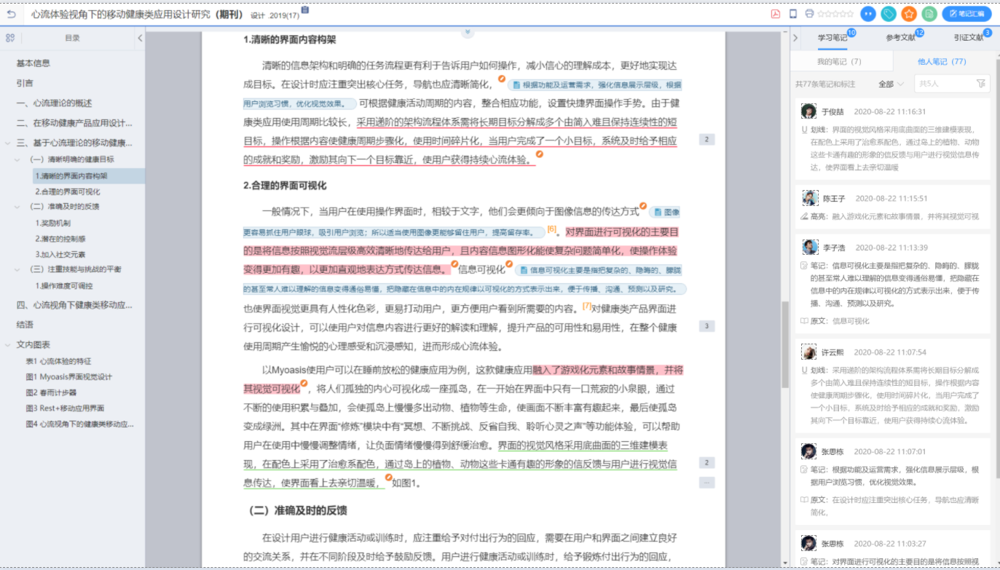 心流体验视角下的移动健康类应用设计研究（期刊） 设计 .2019(17)
笔记汇编
目录
基本信息
引言
一、心流理论的概述
二、在移动健康产品应用设计...
三、基于心流理论的移动健康...
（一）清晰明确的健康目标
1.清晰的界面内容构架
2.合理的界面可视化
（二）准确及时的反馈
1.奖励机制
2.潜在的控制感
3.加入社交元素
（三）注重技能与挑战的平衡
1.操作难度可调控
四、心流视角下健康类移动应...
结语
文内图表
表1 心流体验的特征
图1 Myoasis界面视觉设计
图2 春雨计步器
图3 Rest+移动应用界面
图4 心流视角下的健康类移动应...
1.清晰的界面内容构架
清晰的信息架构和明确的任务流程更有利于告诉用户如何操作，减小信心的理解成本，更好地实现达
成目标。在设计时应注重突出核心任务，导航也应清晰简化， 根据功能及运营需求，强化信息展示层级，根据
用户浏览习惯，优化视觉效果。 可根据健康活动周期的内容，整合相应功能，设置快捷界面操作手势。由于健
康类应用使用周期比较长，采用递阶的架构流程体系需将长期目标分解成多个由简入难且保持连续性的短
目标，操作根据内容使健康周期步骤化，使用时间碎片化，当用户完成了一个小目标，系统及时给予相应
的成就和奖励，激励其向下一个目标靠近，使用户获得持续心流体验。
2
2.合理的界面可视化
一般情况下，当用户在使用操作界面时，相较于文字，他们会更倾向于图像信息的传达方式 图像
更容易抓住用户眼球，吸引用户浏览；所以适当使用图像更能够留住用户，提高留存率。 [6]。对界面进行可视化的主要目
的是将信息按照视觉流层级高效清晰地传达给用户，且内容信息图形化能使复杂问题简单化，使操作体验
变得更加有趣，以更加直观地表达方式传达信息。 信息可视化 信息可视化主要是指把复杂的、隐晦的、朦胧
的甚至常人难以理解的信息变得通俗易懂，把隐藏在信息中的内在规律以可视化的方式表示出来，便于传播、沟通、预测以及研究。
也使界面视觉更具有人性化色彩，更易打动用户，更方便用户看到所需要的内容。[7]对健康类产品界面进
行可视化设计，可以使用户对信息内容进行更好的解读和理解，提升产品的可用性和易用性，在整个健康
使用周期产生愉悦的心理感受和沉浸感知，进而形成心流体验。
3
以Myoasis使用户可以在睡前放松的健康应用为例，这款健康应用融入了游戏化元素和故事情景，并将
其视觉可视化，将人们孤独的内心可视化成一座孤岛，在一开始在界面中只有一口荒寂的小泉眼，通过
不断的使用积累与叠加，会使孤岛上慢慢多出动物、植物等生命，使画面不断丰富有趣起来，最后使孤岛
变成绿洲。其中在界面“修炼”模块中有“冥想、不断挑战、反省自我、聆听心灵之声”等功能体验，可以帮助
用户在使用中慢慢调整情绪，让负面情绪慢慢得到舒缓治愈。界面的视觉风格采用底曲面的三维建模表
现，在配色上采用了治愈系配色，通过岛上的植物、动物这些卡通有趣的形象的信反馈与用户进行视觉信
息传达，使界面看上去亲切温暖， 如图1。
2
...
（二）准确及时的反馈
在设计用户进行健康活动或训练时，应注重给予对付出行为的回应，需要在用户和界面之间建立良好
的交流关系，并在不同阶段及时给予鼓励反馈。用户进行健康活动或训练时，给予锻炼付出行为的回应，
学习笔记 10 参考文献 12 引证文献 3
我的笔记（7） 他人笔记（77）
共77条笔记和标注 全部 共5人
于俊喆 2020-08-22 11:16:31
划线：界面的视觉风格采用底曲面的三维建模表现，
在配色上采用了治愈系配色，通过岛上的植物、动物
这些卡通有趣的形象的信反馈与用户进行视觉信息传
达，使界面看上去亲切温暖
陈王子 2020-08-22 11:15:51
高亮：融入游戏化元素和故事情景，并将其视觉可视
李子浩 2020-08-22 11:13:39
笔记：信息可视化主要是指把复杂的、隐晦的、朦胧
的甚至常人难以理解的信息变得通俗易懂，把隐藏在
信息中的内在规律以可视化的方式表示出来，便于传
播、沟通、预测以及研究。
原文：信息可视化
许云熙 2020-08-22 11:07:54
划线：采用递阶的架构流程体系需将长期目标分解成
多个由简入难且保持连续性的短目标，操作根据内容
使健康周期步骤化，使用时间碎片化，当用户完成了
一个小目标，系统及时给予相应的成就和奖励，激励
其向下一个目标靠近，使用户获得持续心流体验。
张思栋 2020-08-22 11:07:01
笔记：根据功能及运营需求，强化信息展示层级，根
据用户浏览习惯，优化视觉效果。
原文：在设计时应注重突出核心任务，导航也应清晰
简化，
张思栋 2020-08-22 11:03:27
笔记：对界面进行可视化的主要目的是将信息按照视